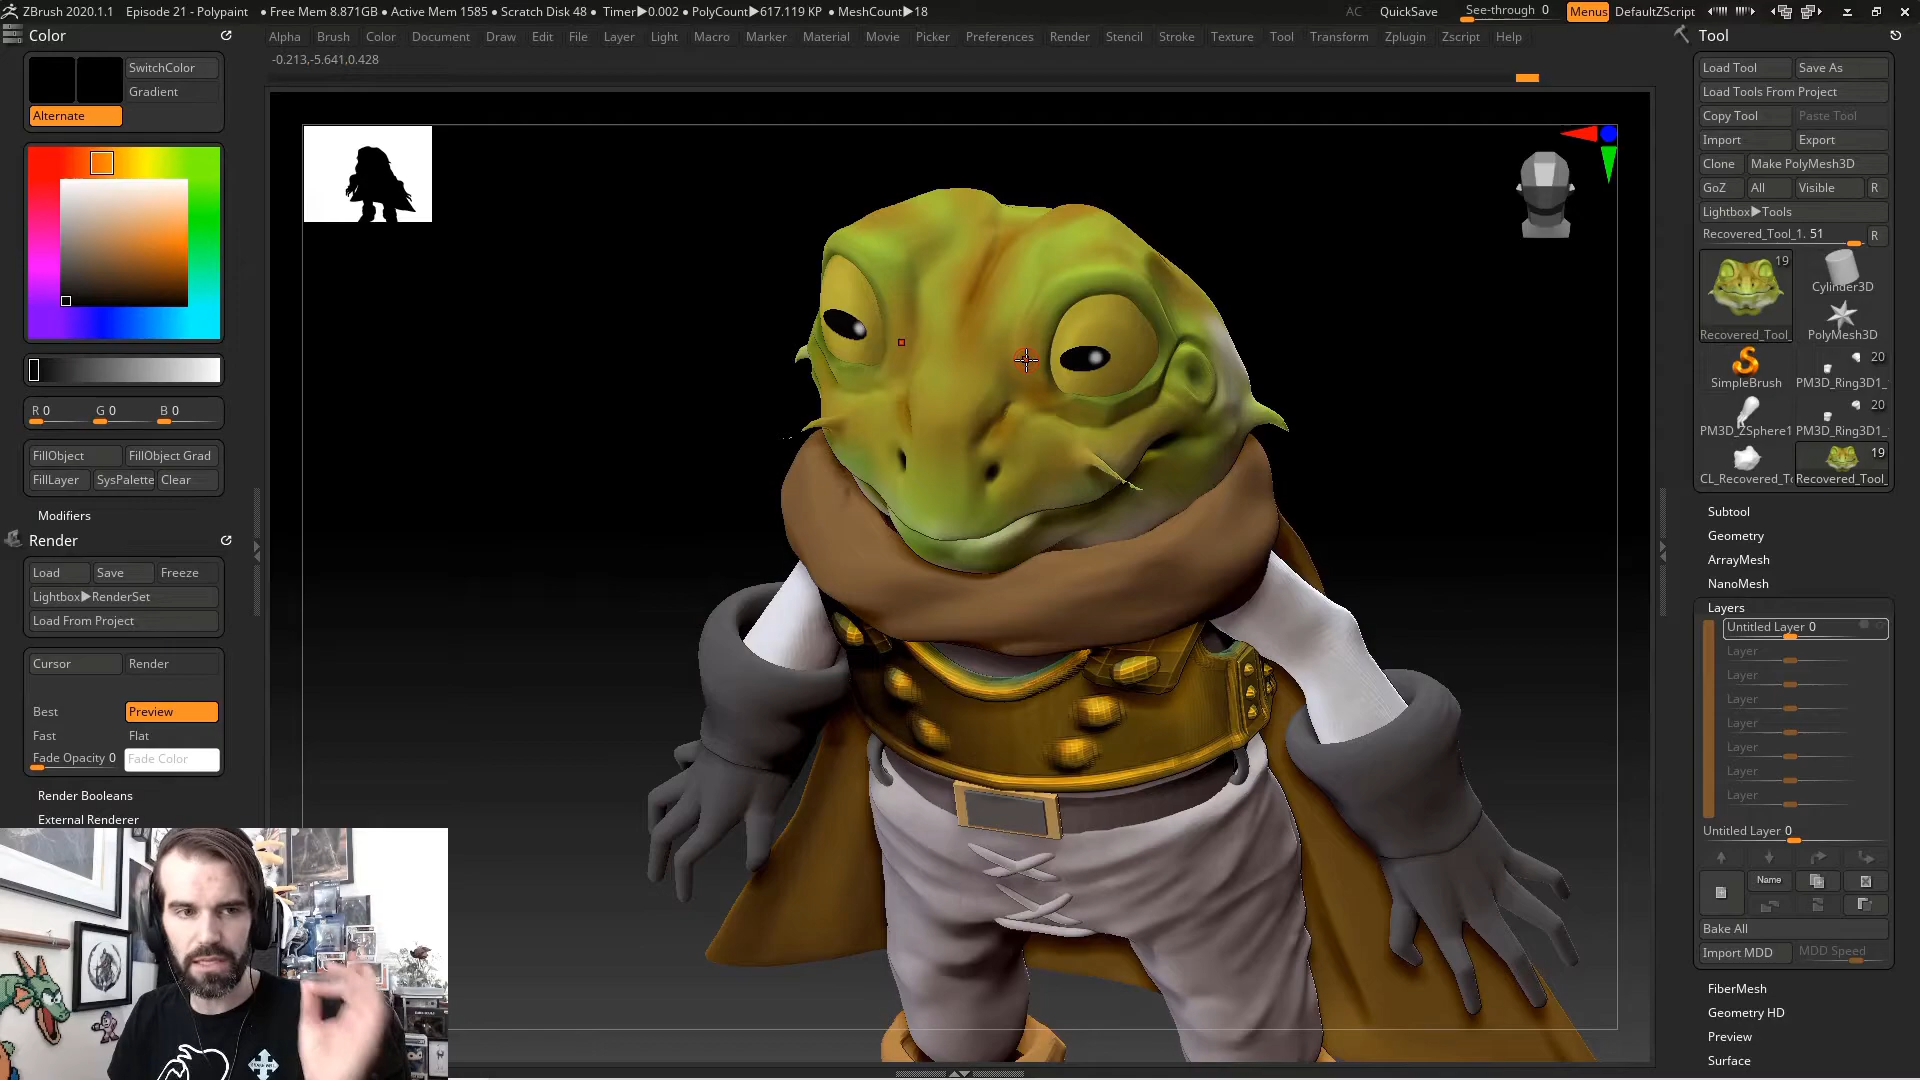 ZBrush 2020.1.1 Episode 21 - Polypaint • Free Mem 8.871GB • Active Mem 1585 • Scratch Disk 48 • Timer▶0.002 • PolyCount▶617.119 KP • MeshCount▶18 AC QuickSave See-through 0 Menus DefaultZScript
Color
Alpha Brush Color Document Draw Edit File Layer Light Macro Marker Material Movie Picker Preferences Render Stencil Stroke Texture Tool Transform Zplugin Zscript Help
Tool
-0.213,-5.641,0.428
SwitchColor
Gradient
Alternate
R 0 G 0 B 0
FillObject FillObject Grad
FillLayer SysPalette Clear
Modifiers
Render
Load Save Freeze
Lightbox▶RenderSet
Load From Project
Cursor Render
Best Preview
Fast Flat
Fade Opacity 0 Fade Color
Render Booleans
External Renderer
Load Tool Save As
Load Tools From Project
Copy Tool Paste Tool
Import Export
Clone Make PolyMesh3D
GoZ All Visible R
Lightbox▶Tools
Recovered_Tool_1. 51 R
19
Cylinder3D
Recovered_Tool_ PolyMesh3D
20
SimpleBrush PM3D_Ring3D1_
20
PM3D_ZSphere1 PM3D_Ring3D1_
19
CL_Recovered_To Recovered_Tool_
Subtool
Geometry
ArrayMesh
NanoMesh
Layers
Untitled Layer 0
Layer
Layer
Layer
Layer
Layer
Layer
Layer
Untitled Layer 0
Name
Bake All
Import MDD MDD Speed
FiberMesh
Geometry HD
Preview
Surface